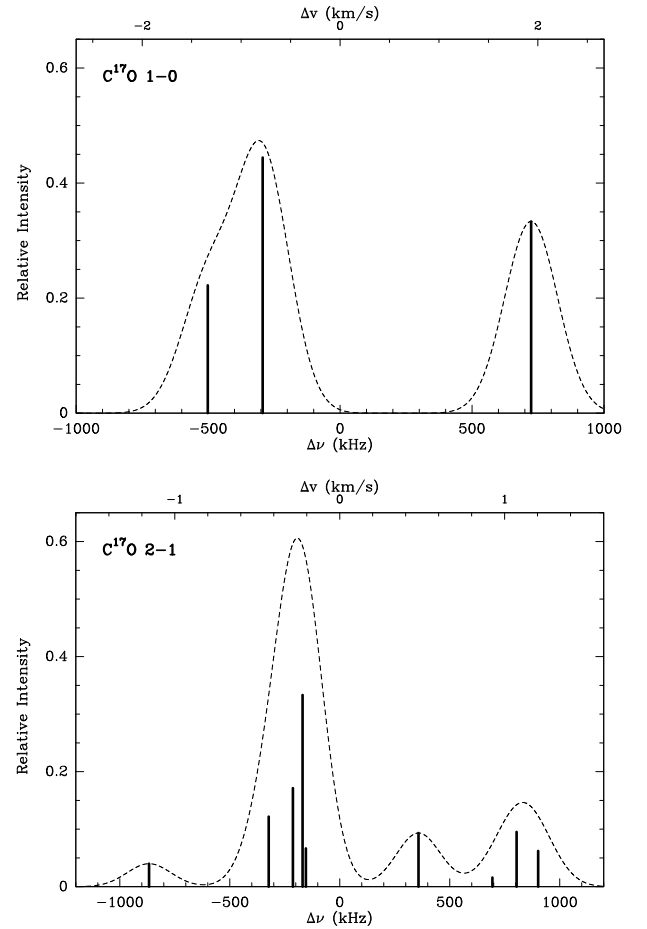 Δv (km/s)
−2 0 2
C¹⁷O 1−0
0.6
0.4
0.2
0
Relative Intensity
−1000 −500 0 500 1000
Δν (kHz)
Δv (km/s)
−1 0 1
C¹⁷O 2−1
0.6
0.4
0.2
0
Relative Intensity
−1000 −500 0 500 1000
Δν (kHz)